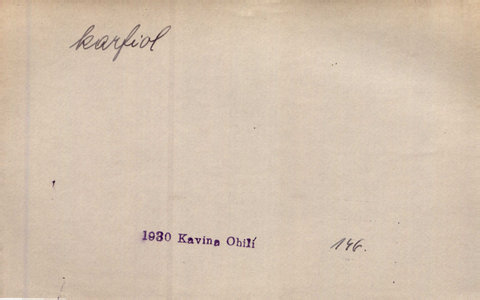 karfiol
1930 Kavina Obilí 146.